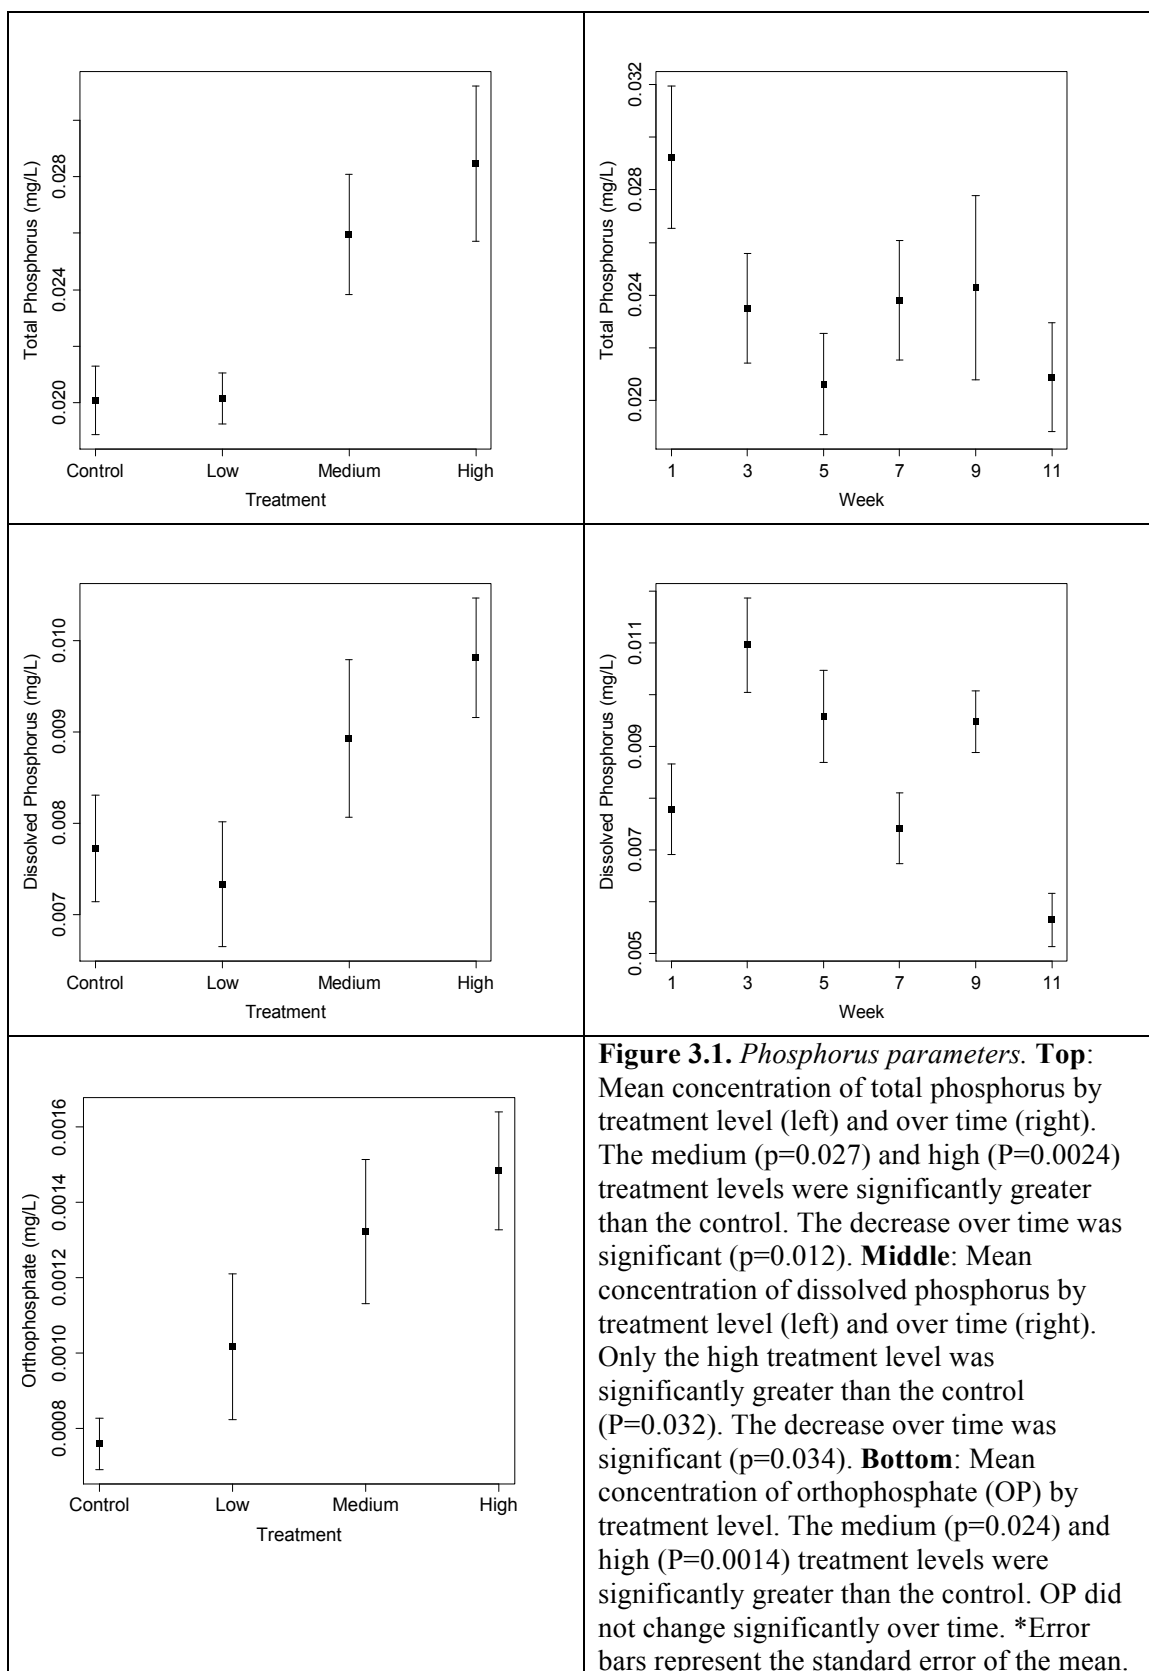 0.028
0.024
0.020
Total Phosphorus (mg/L)
Control Low Medium High
Treatment
0.032
0.028
0.024
0.020
Total Phosphorus (mg/L)
1 3 5 7 9 11
Week
0.010
0.009
0.008
0.007
Dissolved Phosphorus (mg/L)
Control Low Medium High
Treatment
0.011
0.009
0.007
0.005
Dissolved Phosphorus (mg/L)
1 3 5 7 9 11
Week
0.0016
0.0014
0.0012
0.0010
0.0008
Orthophosphate (mg/L)
Control Low Medium High
Treatment
Figure 3.1. Phosphorus parameters. Top:
Mean concentration of total phosphorus by
treatment level (left) and over time (right).
The medium (p=0.027) and high (P=0.0024)
treatment levels were significantly greater
than the control. The decrease over time was
significant (p=0.012). Middle: Mean
concentration of dissolved phosphorus by
treatment level (left) and over time (right).
Only the high treatment level was
significantly greater than the control
(P=0.032). The decrease over time was
significant (p=0.034). Bottom: Mean
concentration of orthophosphate (OP) by
treatment level. The medium (p=0.024) and
high (P=0.0014) treatment levels were
significantly greater than the control. OP did
not change significantly over time. *Error
bars represent the standard error of the mean.